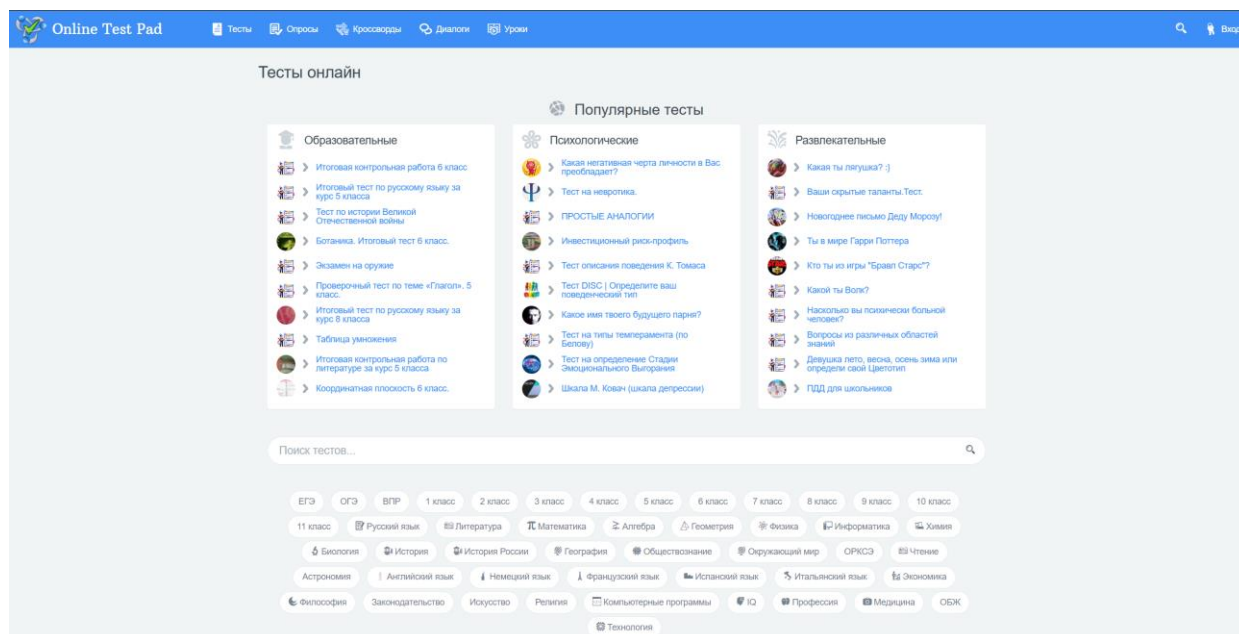 Online Test Pad
Тесты
Опросы
Кроссворды
Диалоги
Уроки
Вход
Тесты онлайн
Популярные тесты
Образовательные
Итоговая контрольная работа 6 класс
Итоговый тест по русскому языку за
курс 5 класса
Тест по истории Великой
Отечественной войны
Ботаника. Итоговый тест 6 класс.
Экзамен на оружие
Проверочный тест по теме «Глагол». 5
класс.
Итоговый тест по русскому языку за
курс 8 класса
Таблица умножения
Итоговая контрольная работа по
литературе за курс 5 класса
Координатная плоскость 6 класс.
Психологические
Какая негативная черта личности в Вас
преобладает?
Тест на невротика.
ПРОСТЫЕ АНАЛОГИИ
Инвестиционный риск-профиль
Тест описания поведения К. Томаса
Тест DISC | Определите ваш
поведенческий тип
Какое имя твоего будущего парня?
Тест на типы темперамента (по
Белову)
Тест на определение Стадии
Эмоционального Выгорания
Шкала М. Ковач (шкала депрессии)
Развлекательные
Какая ты лягушка? :)
Ваши скрытые таланты.Тест.
Новогоднее письмо Деду Морозу!
Ты в мире Гарри Поттера
Кто ты из игры "Бравл Старс"?
Какой ты Волк?
Насколько вы психически больной
человек?
Вопросы из различных областей
знаний
Девушка лето, весна, осень зима или
определи свой Цветотип
ПДД для школьников
Поиск тестов...
ЕГЭ ОГЭ ВПР 1 класс 2 класс 3 класс 4 класс 5 класс 6 класс 7 класс 8 класс 9 класс 10 класс
11 класс Русский язык Литература Математика Алгебра Геометрия Физика Информатика Химия
Биология История История России География Обществознание Окружающий мир ОРКСЭ Чтение
Астрономия Английский язык Немецкий язык Французский язык Испанский язык Итальянский язык Экономика
Философия Законодательство Искусство Религия Компьютерные программы IQ Профессия Медицина ОБЖ
Технология